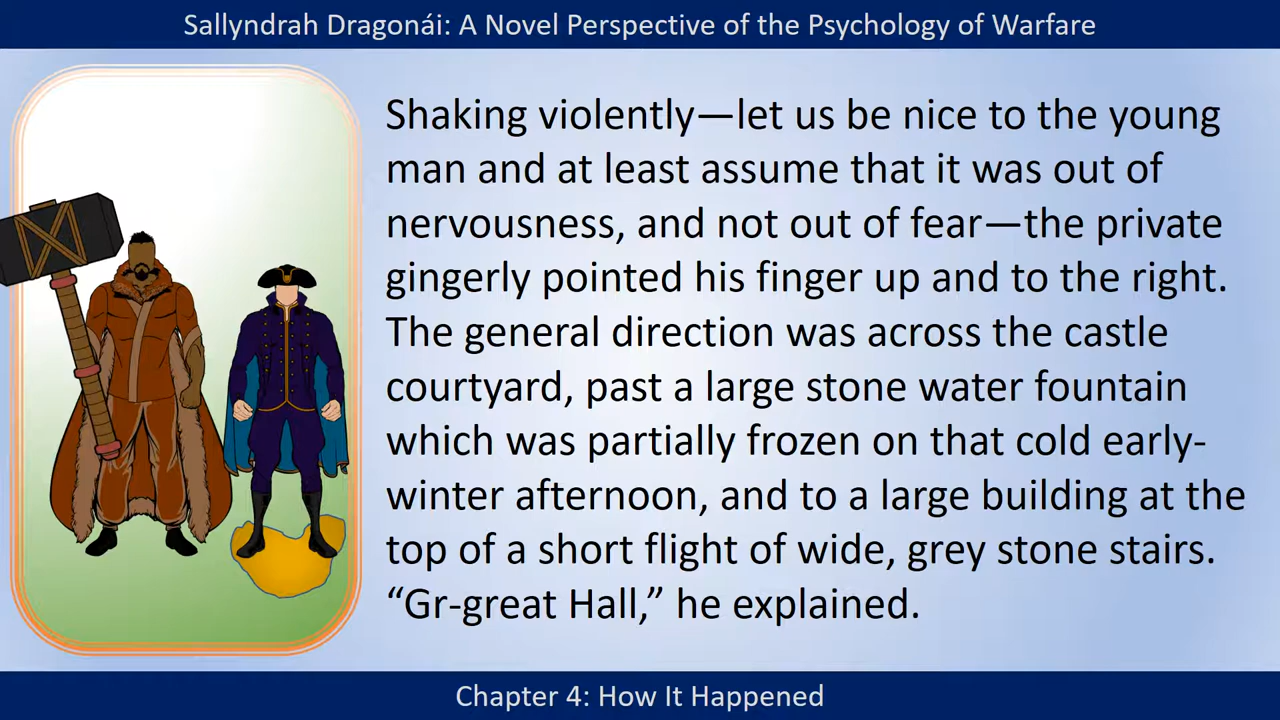 Sallyndrah Dragonái: A Novel Perspective of the Psychology of Warfare
Shaking violently—let us be nice to the young
man and at least assume that it was out of
nervousness, and not out of fear—the private
gingerly pointed his finger up and to the right.
The general direction was across the castle
courtyard, past a large stone water fountain
which was partially frozen on that cold early-
winter afternoon, and to a large building at the
top of a short flight of wide, grey stone stairs.
“Gr-great Hall,” he explained.
Chapter 4: How It Happened